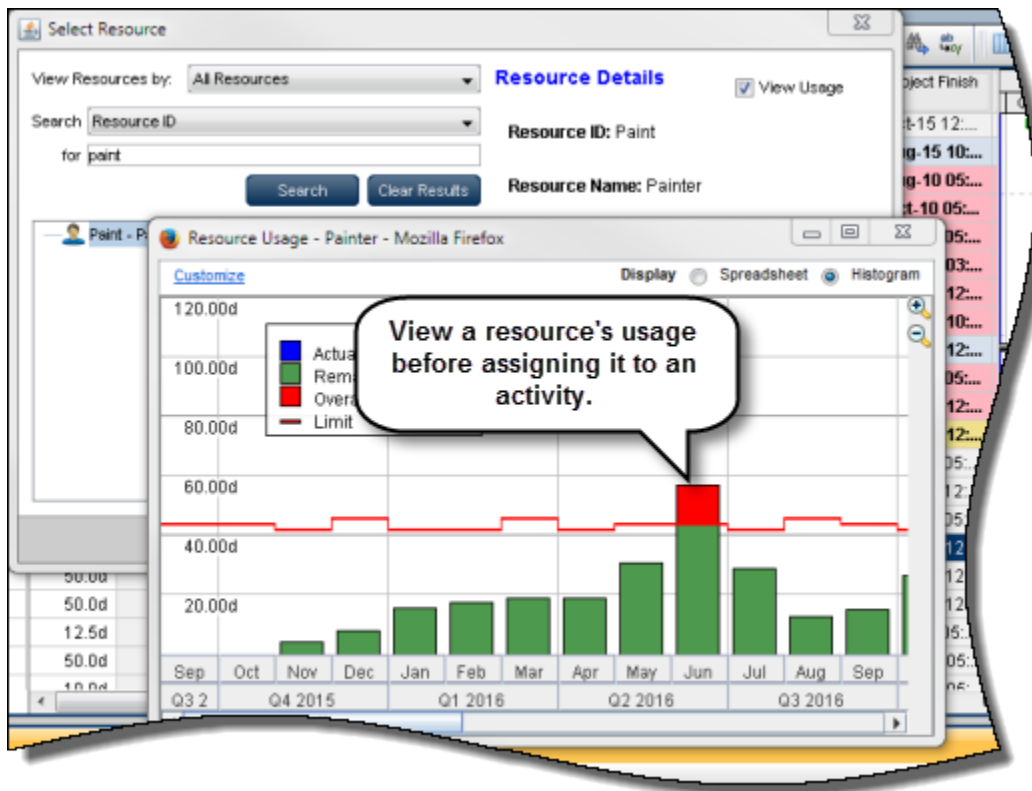 Select Resource
View Resources by: All Resources
Search Resource ID
for paint
Search Clear Results
Paint - P
Resource Details
View Usage
Resource ID: Paint
Resource Name: Painter
Resource Usage - Painter - Mozilla Firefox
Customize
Display Spreadsheet Histogram
View a resource's usage
before assigning it to an
activity.
Limit
120.00d
100.00d
80.00d
60.00d
40.00d
20.00d
Sep Oct Nov Dec Jan Feb Mar Apr May Jun Jul Aug Sep
Q3 2 Q4 2015 Q1 2016 Q2 2016 Q3 2016
50.0d
12.5d
50.0d